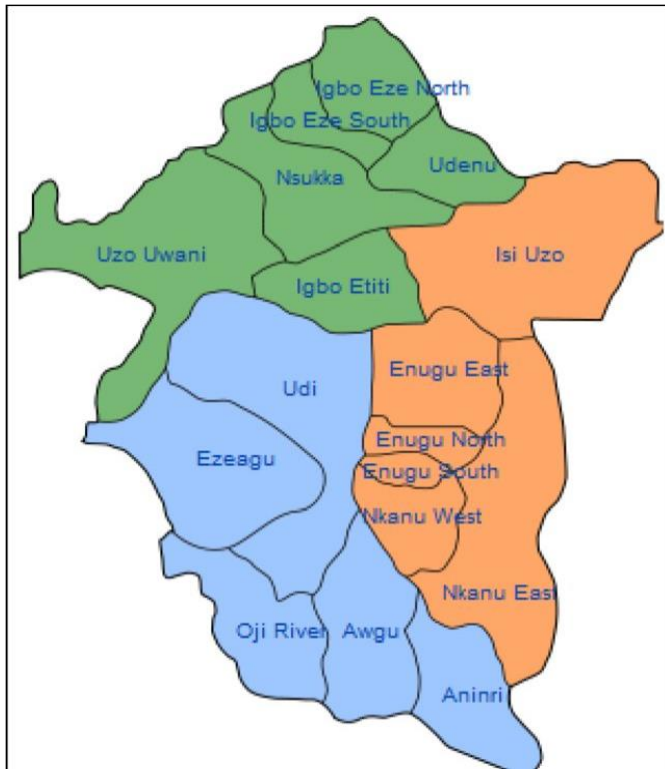 Igbo Eze North
Igbo Eze South
Udenu
Nsukka
Uzo Uwani
Isi Uzo
Igbo Etiti
Enugu East
Udi
Enugu North
Ezeagu
Enugu South
Nkanu West
Nkanu East
Oji River
Awgu
Aninri